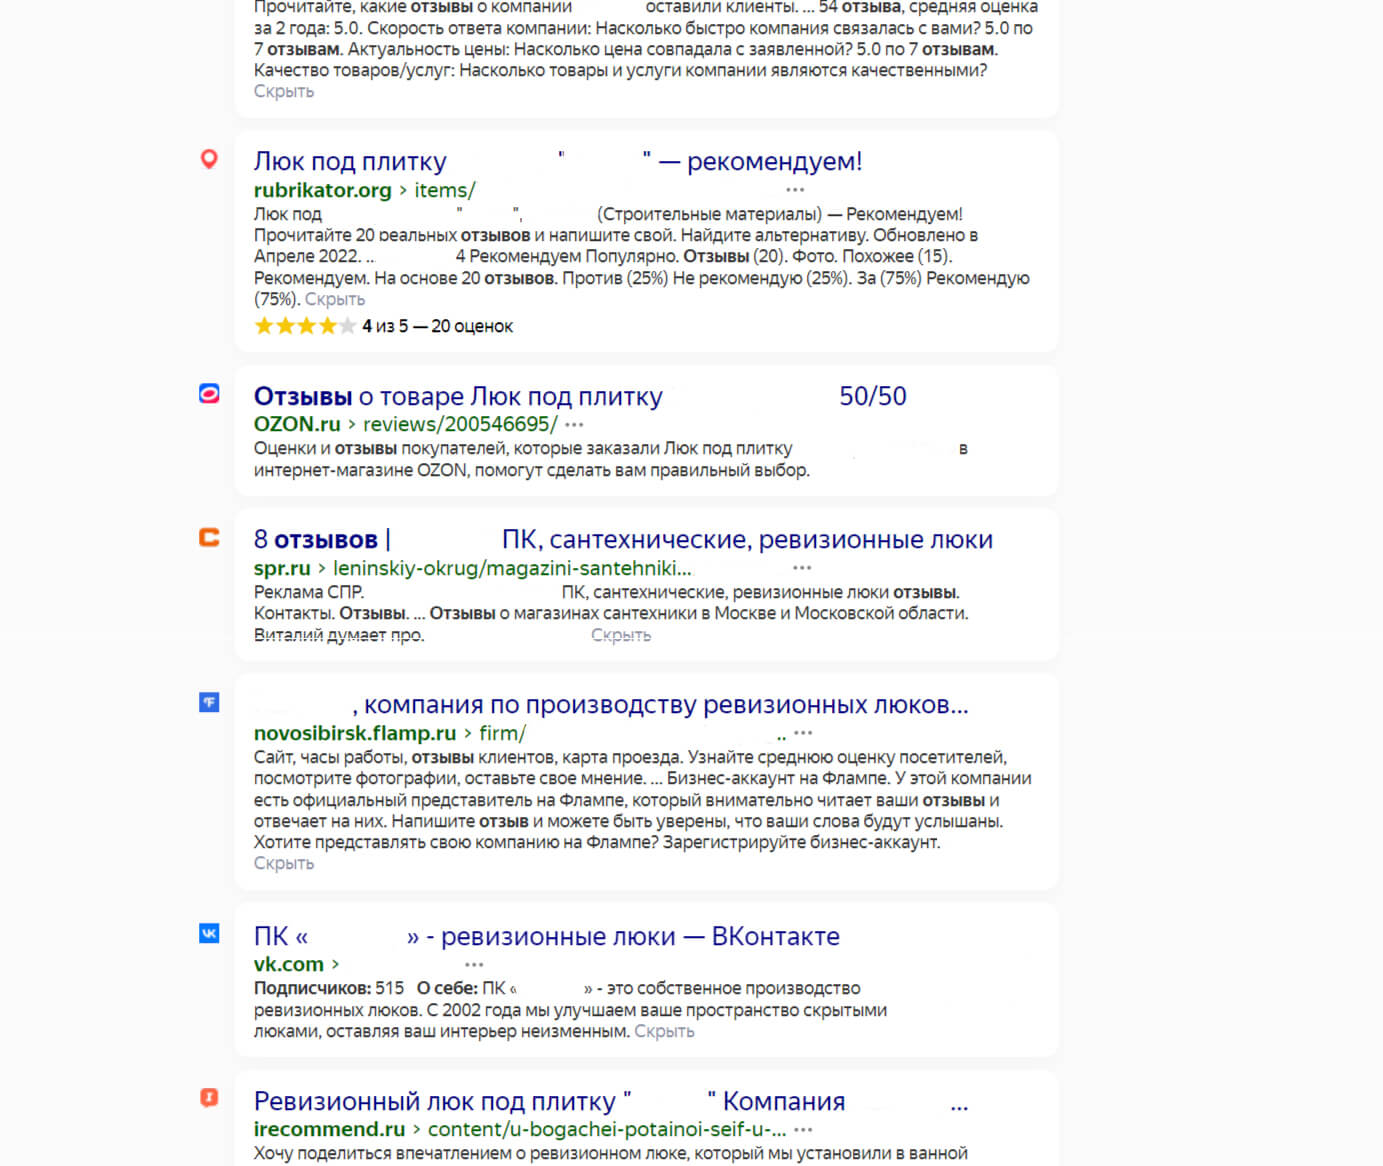 Прочитайте, какие отзывы о компании оставили клиенты. ... 54 отзыва, средняя оценка
за 2 года: 5.0. Скорость ответа компании: Насколько быстро компания связалась с вами? 5.0 по
7 отзывам. Актуальность цены: Насколько цена совпадала с заявленной? 5.0 по 7 отзывам.
Качество товаров/услуг: Насколько товары и услуги компании являются качественными?
Скрыть
Люк под плитку " " — рекомендуем!
rubrikator.org › items/ ...
Люк под " ", (Строительные материалы) — Рекомендуем!
Прочитайте 20 реальных отзывов и напишите свой. Найдите альтернативу. Обновлено в
Апреле 2022. ... 4 Рекомендуем Популярно. Отзывы (20). Фото. Похожее (15).
Рекомендуем. На основе 20 отзывов. Против (25%) Не рекомендую (25%). За (75%) Рекомендую
(75%). Скрыть
4 из 5 — 20 оценок
Отзывы о товаре Люк под плитку 50/50
OZON.ru › reviews/200546695/ ...
Оценки и отзывы покупателей, которые заказали Люк под плитку в
интернет-магазине OZON, помогут сделать вам правильный выбор.
8 отзывов | ПК, сантехнические, ревизионные люки
spr.ru › leninskiy-okrug/magazini-santehniki... ...
Реклама СПР. ПК, сантехнические, ревизионные люки отзывы.
Контакты. Отзывы. ... Отзывы о магазинах сантехники в Москве и Московской области.
Виталий думает про. Скрыть
, компания по производству ревизионных люков...
novosibirsk.flamp.ru › firm/ .. ...
Сайт, часы работы, отзывы клиентов, карта проезда. Узнайте среднюю оценку посетителей,
посмотрите фотографии, оставьте свое мнение. ... Бизнес-аккаунт на Флампе. У этой компании
есть официальный представитель на Флампе, который внимательно читает ваши отзывы и
отвечает на них. Напишите отзыв и можете быть уверены, что ваши слова будут услышаны.
Хотите представлять свою компанию на Флампе? Зарегистрируйте бизнес-аккаунт.
Скрыть
ПК « » - ревизионные люки — ВКонтакте
vk.com › ...
Подписчиков: 515 О себе: ПК « » - это собственное производство
ревизионных люков. С 2002 года мы улучшаем ваше пространство скрытыми
люками, оставляя ваш интерьер неизменным. Скрыть
Ревизионный люк под плитку " " Компания ...
irecommend.ru › content/u-bogachei-potainoi-seif-u-... ...
Хочу поделиться впечатлением о ревизионном люке, который мы установили в ванной